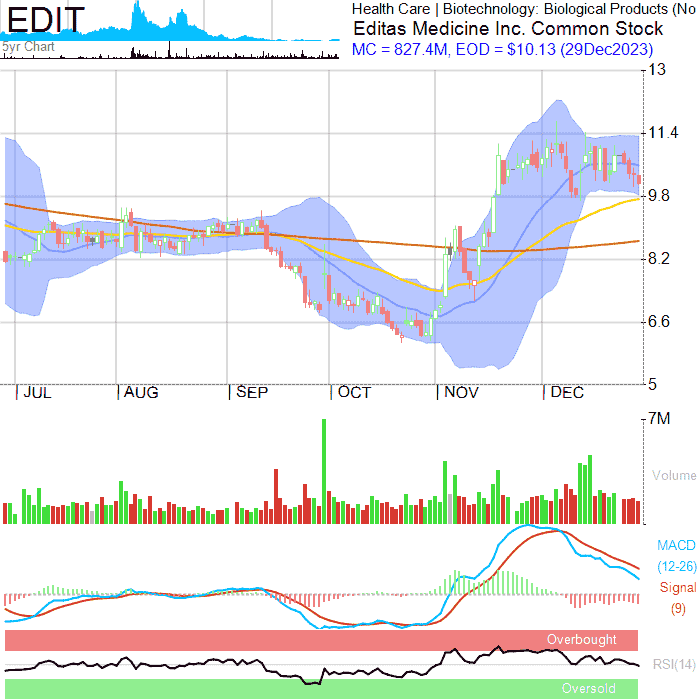 EDIT
Health Care | Biotechnology: Biological Products (No
Editas Medicine Inc. Common Stock
MC = 827.4M, EOD = $10.13 (29Dec2023)
5yr Chart
13
11.4
9.8
8.2
6.6
5
JUL AUG SEP OCT NOV DEC
7M
Volume
MACD
(12-26)
Signal
(9)
Overbought
RSI(14)
Oversold